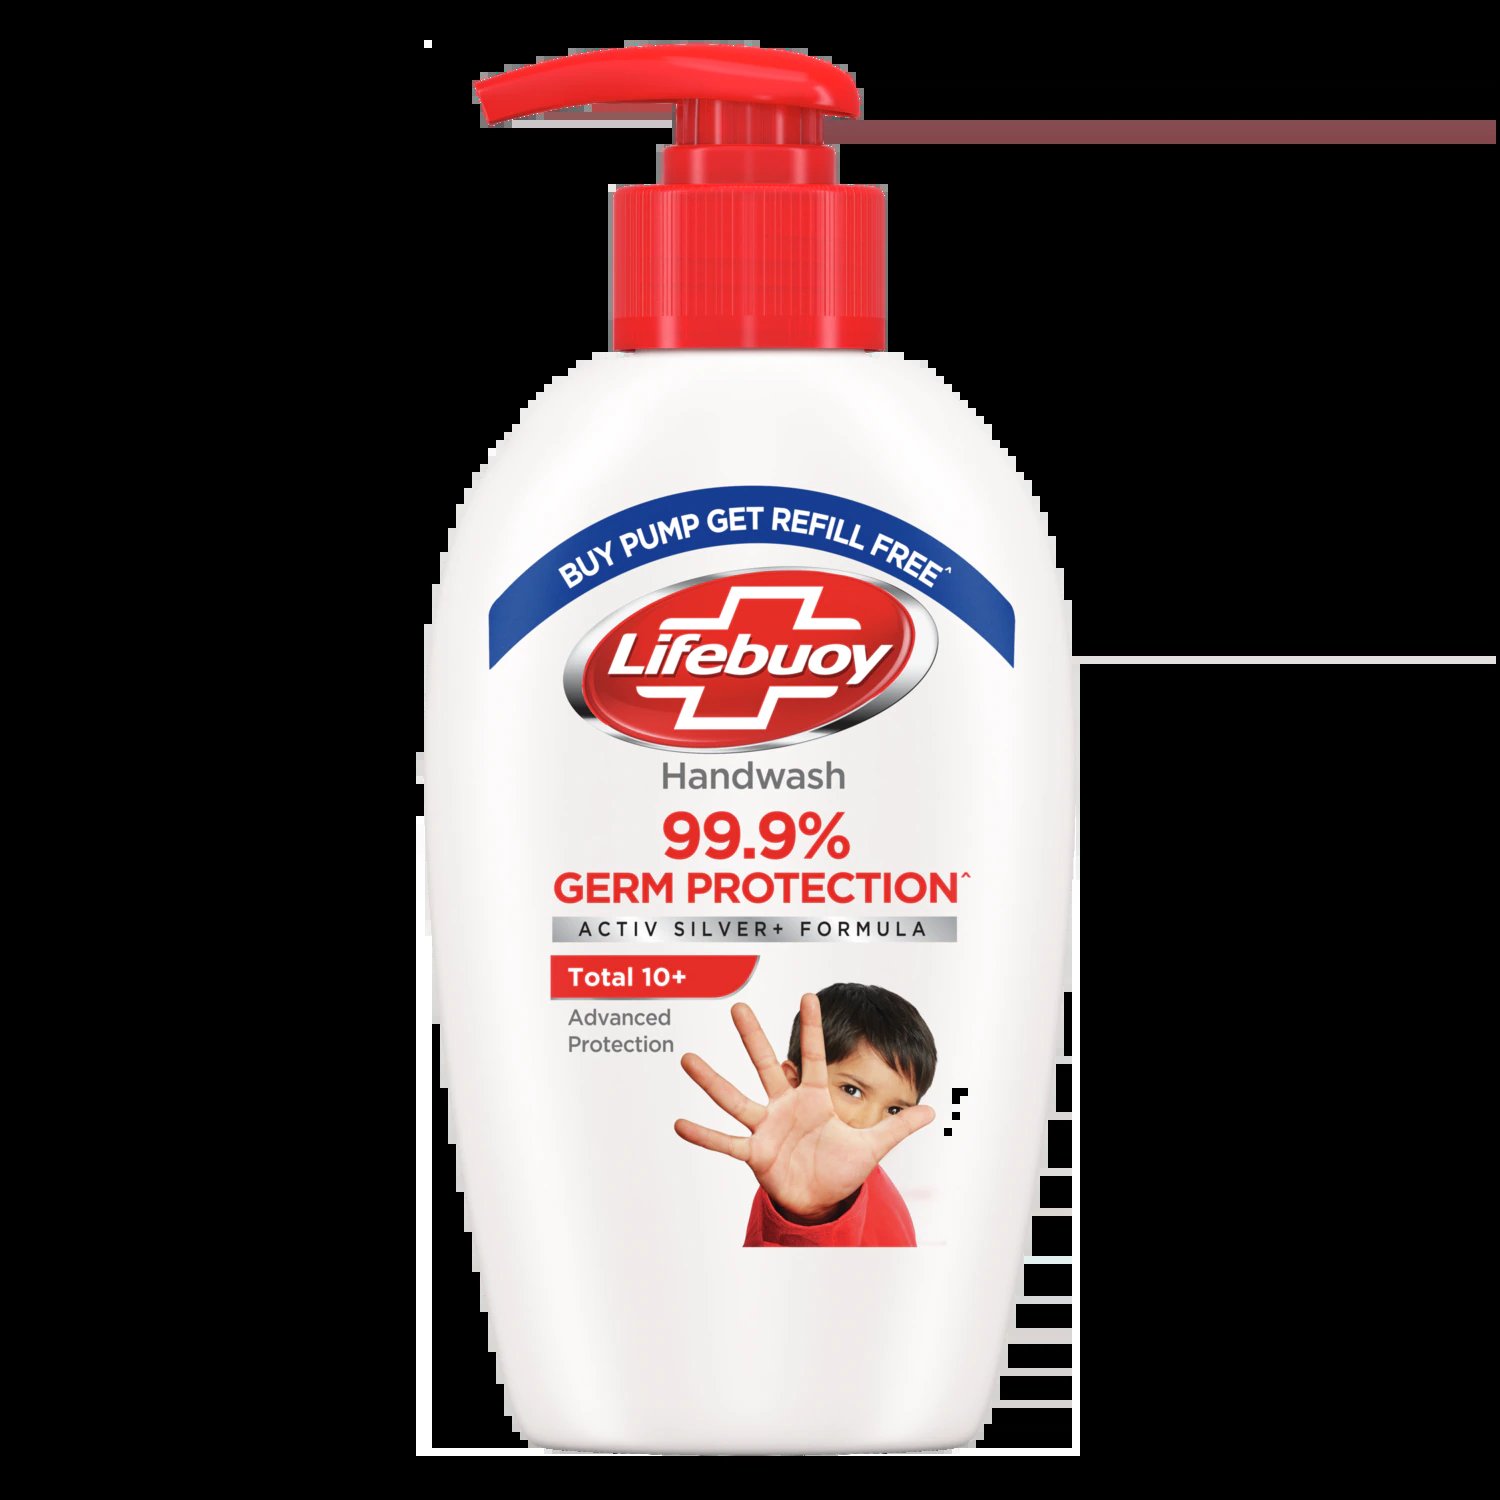 BUY PUMP GET REFILL FREE^
Lifebuoy
Handwash
99.9%
GERM PROTECTION^
ACTIV SILVER+ FORMULA
Total 10+
Advanced
Protection